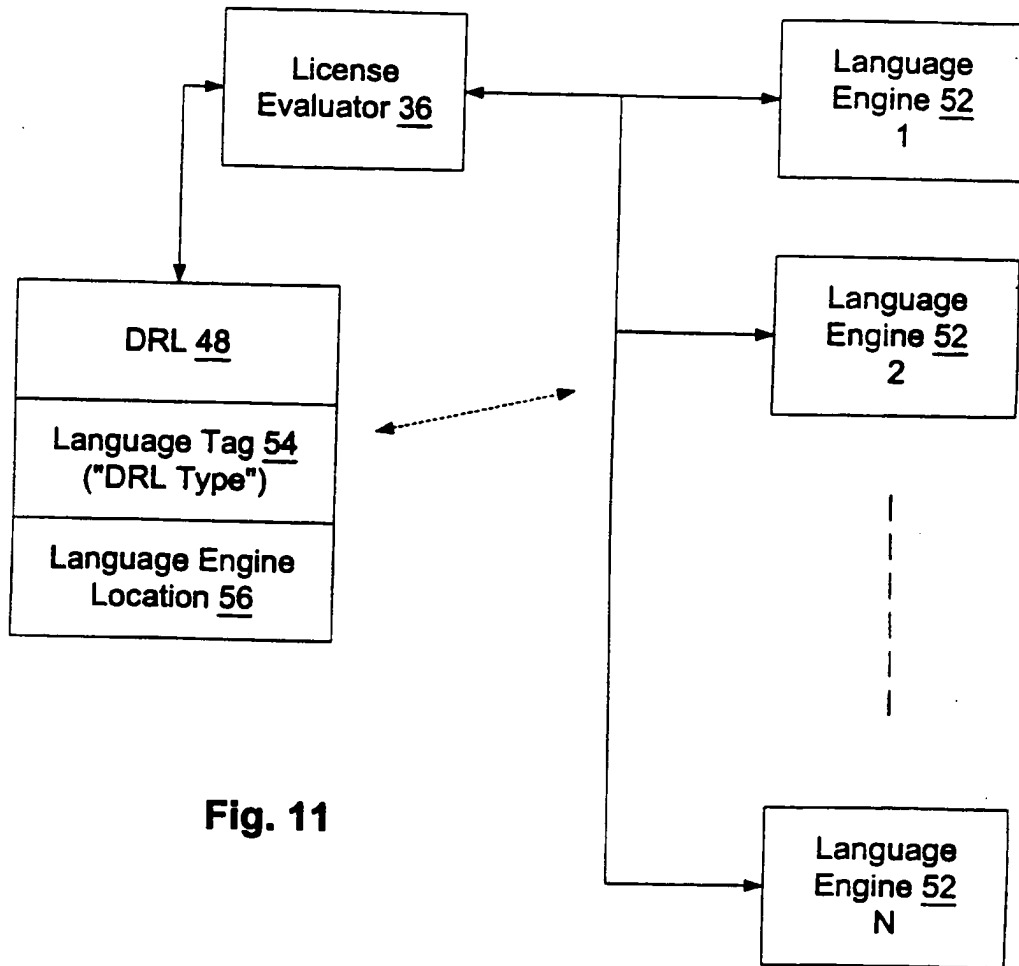 License
Evaluator 36
Language
Engine 52
1
Language
Engine 52
2
DRL 48
Language Tag 54
("DRL Type")
Language Engine
Location 56
Language
Engine 52
N
Fig. 11